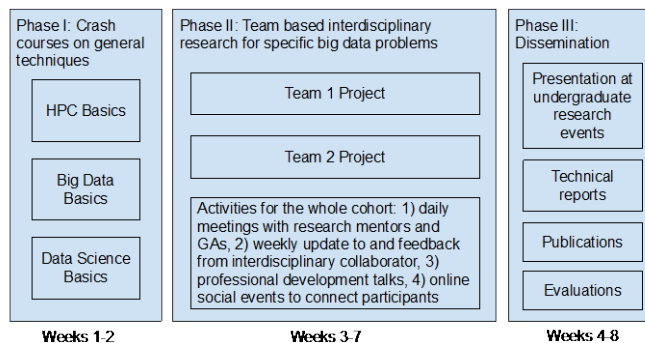 Phase I: Crash
courses on general
techniques
HPC Basics
Big Data
Basics
Data Science
Basics
Weeks 1-2
Phase II: Team based interdisciplinary
research for specific big data problems
Team 1 Project
Team 2 Project
Activities for the whole cohort: 1) daily
meetings with research mentors and
GAs, 2) weekly update to and feedback
from interdisciplinary collaborator, 3)
professional development talks, 4) online
social events to connect participants
Weeks 3-7
Phase III:
Dissemination
Presentation at
undergraduate
research
events
Technical
reports
Publications
Evaluations
Weeks 4-8